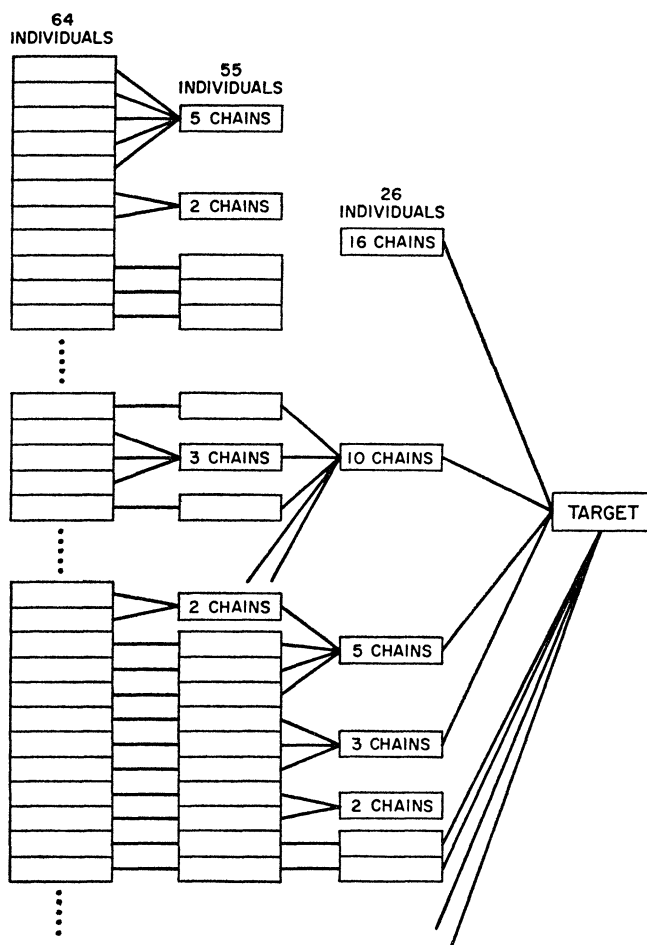 64
INDIVIDUALS
55
INDIVIDUALS
5 CHAINS
2 CHAINS
26
INDIVIDUALS
16 CHAINS
3 CHAINS
10 CHAINS
TARGET
2 CHAINS
5 CHAINS
3 CHAINS
2 CHAINS